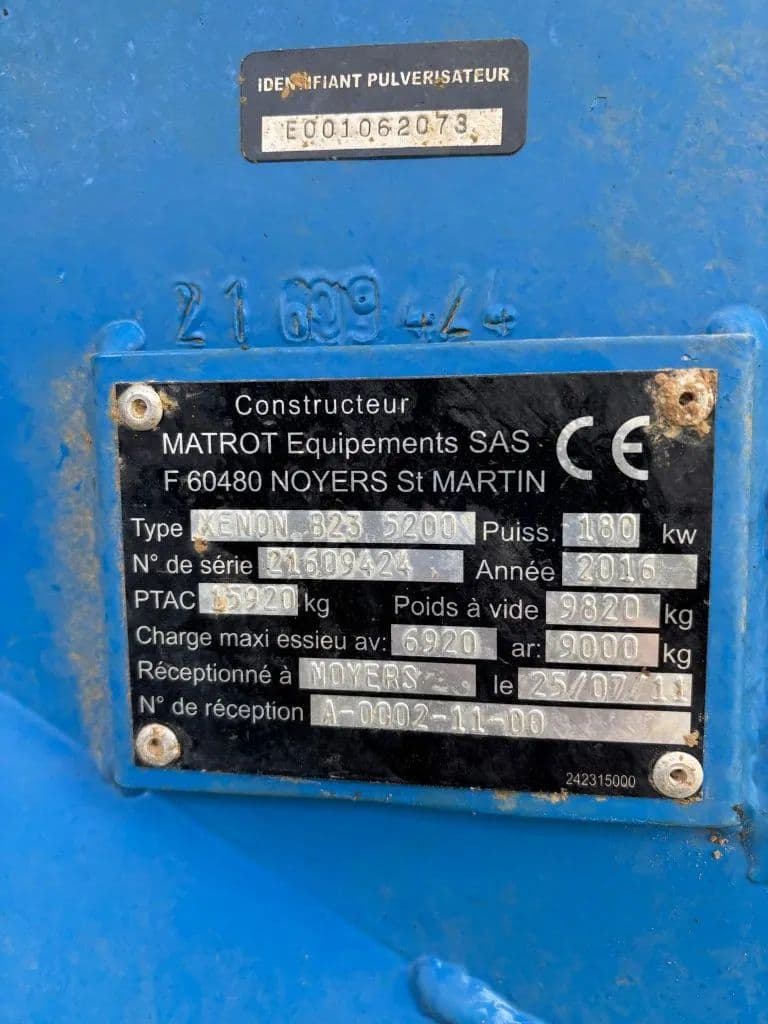 IDENTIFIANT PULVERISATEUR
E001062073
21609424
Constructeur
MATROT Equipements SAS CE
F 60480 NOYERS St MARTIN
Type XENON B23 5200 Puiss. 180 kw
N° de série 21609424 Année 2016
PTAC 15920 kg Poids à vide 9820 kg
Charge maxi essieu av: 6920 ar: 9000 kg
Réceptionné à NOYERS le 25/07/11
N° de réception A-0002-11-00
242315000